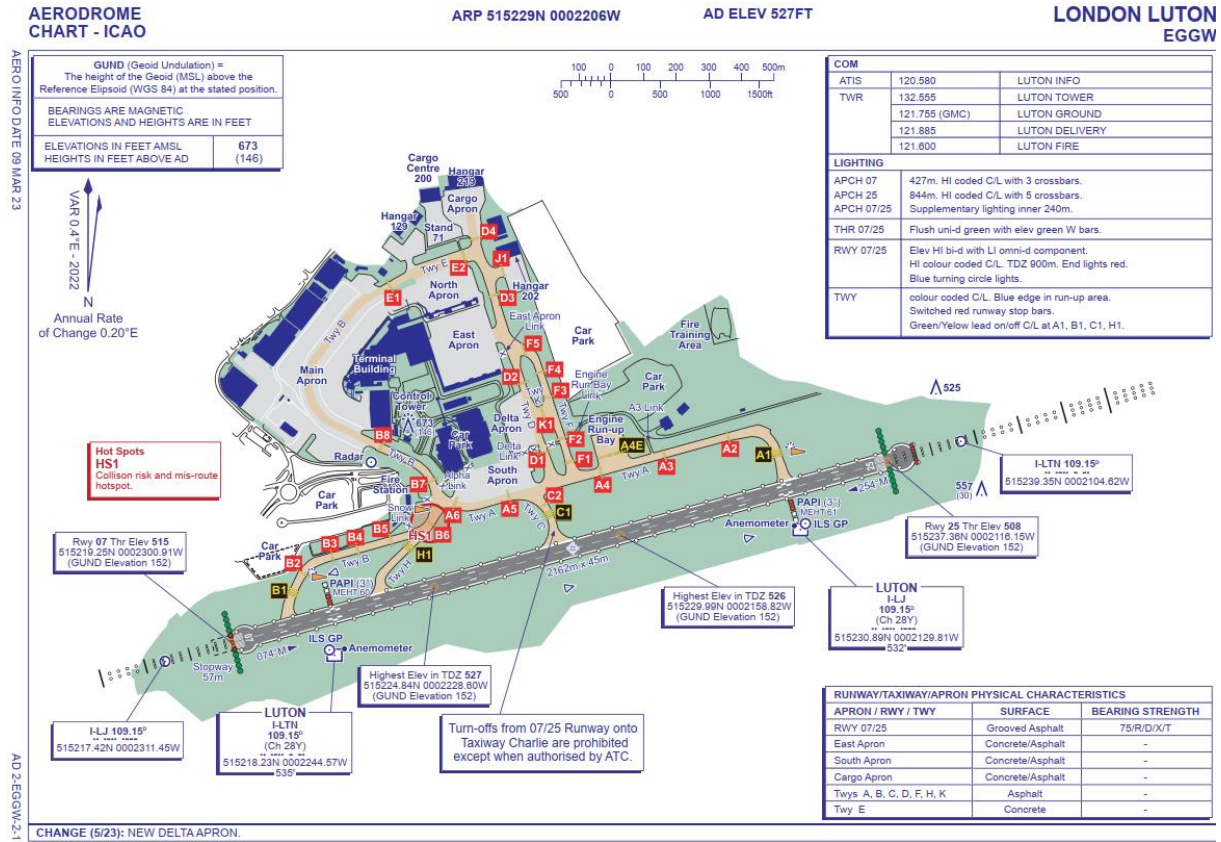 AERODROME
CHART - ICAO
ARP 515229N 0002206W
AD ELEV 527FT
LONDON LUTON
EGGW
AERO INFO DATE 09 MAR 23
GUND (Geoid Undulation) =
The height of the Geoid (MSL) above the
Reference Elipsoid (WGS 84) at the stated position.
BEARINGS ARE MAGNETIC
ELEVATIONS AND HEIGHTS ARE IN FEET
ELEVATIONS IN FEET AMSL 673
HEIGHTS IN FEET ABOVE AD (146)
100 0 100 200 300 400 500m
500 0 500 1000 1500ft
COM
ATIS 120.580 LUTON INFO
TWR 132.555 LUTON TOWER
121.755 (GMC) LUTON GROUND
121.885 LUTON DELIVERY
121.600 LUTON FIRE
LIGHTING
APCH 07 427m. HI coded C/L with 3 crossbars.
APCH 25 844m. HI coded C/L with 5 crossbars.
APCH 07/25 Supplementary lighting inner 240m.
THR 07/25 Flush uni-d green with elev green W bars.
RWY 07/25 Elev HI bi-d with LI omni-d component.
HI colour coded C/L. TDZ 900m. End lights red.
Blue turning circle lights.
TWY colour coded C/L. Blue edge in run-up area.
Switched red runway stop bars.
Green/Yelow lead on/off C/L at A1, B1, C1, H1.
VAR 0.4°E - 2022
N
Annual Rate
of Change 0.20°E
Cargo
Centre
200
Hangar
219
Cargo
Apron
Hangar
129
Stand
71
D4
J1
E2
Twy E
E1
North
Apron
Hangar
202
D3
East Apron
Link
Twy B
East
Apron
F5
Car
Park
Fire
Training
Area
Terminal
Building
Main
Apron
X
D2
F4
F3
Engine
Run Bay
Link
Car
Park
A3 Link
Control
Tower
673
(146)
Twy K
Twy F
Twy D
Delta
Apron
K1
F2
Engine
Run-up
Bay
A4E
B8
Car
Park
Delta
Link
D1
F1
Twy A
A3
A2
A1
A4
Radar
Twy B
South
Apron
Alpha
Link
B7
Fire
Station
Snow
Link
X
A6
Twy A
A5
C2
C1
Twy C
HS1
B6
H1
Twy H
Car
Park
Car
Park
B5
B4
B3
B2
Twy B
B1
PAPI (3°)
MEHT 60
2162m x 45m
525
557
(30)
254°M
25
PAPI (3°)
MEHT 61
Anemometer
ILS GP
Hot Spots
HS1
Collison risk and mis-route
hotspot.
Rwy 07 Thr Elev 515
515219.25N 0002300.91W
(GUND Elevation 152)
I-LTN 109.15ᴰ
515239.35N 0002104.62W
Rwy 25 Thr Elev 508
515237.36N 0002116.15W
(GUND Elevation 152)
Highest Elev in TDZ 526
515229.99N 0002158.82W
(GUND Elevation 152)
LUTON
I-LJ
109.15ᴰ
(Ch 28Y)
515230.89N 0002129.81W
532'
07
074°M
Stopway
57m
ILS GP
Anemometer
Highest Elev in TDZ 527
515224.84N 0002228.60W
(GUND Elevation 152)
I-LJ 109.15ᴰ
515217.42N 0002311.45W
LUTON
I-LTN
109.15ᴰ
(Ch 28Y)
515218.23N 0002244.57W
535'
Turn-offs from 07/25 Runway onto
Taxiway Charlie are prohibited
except when authorised by ATC.
RUNWAY/TAXIWAY/APRON PHYSICAL CHARACTERISTICS
APRON / RWY / TWY SURFACE BEARING STRENGTH
RWY 07/25 Grooved Asphalt 75/R/D/X/T
East Apron Concrete/Asphalt -
South Apron Concrete/Asphalt -
Cargo Apron Concrete/Asphalt -
Twys A, B, C, D, F, H, K Asphalt -
Twy E Concrete -
AD 2-EGGW-2-1
CHANGE (5/23): NEW DELTA APRON.